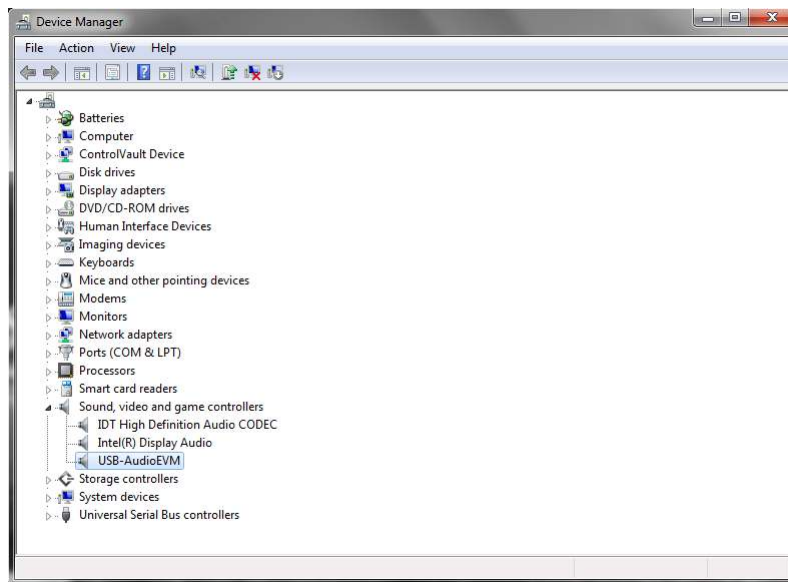 Device Manager
File Action View Help
Batteries
Computer
ControlVault Device
Disk drives
Display adapters
DVD/CD-ROM drives
Human Interface Devices
Imaging devices
Keyboards
Mice and other pointing devices
Modems
Monitors
Network adapters
Ports (COM & LPT)
Processors
Smart card readers
Sound, video and game controllers
IDT High Definition Audio CODEC
Intel(R) Display Audio
USB-AudioEVM
Storage controllers
System devices
Universal Serial Bus controllers